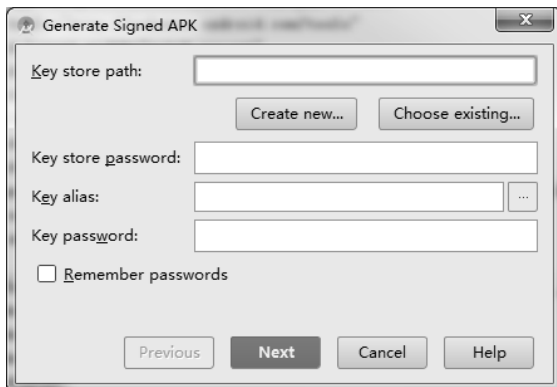 Generate Signed APK
Key store path:
Create new... Choose existing...
Key store password:
Key alias:
...
Key password:
Remember passwords
Previous Next Cancel Help